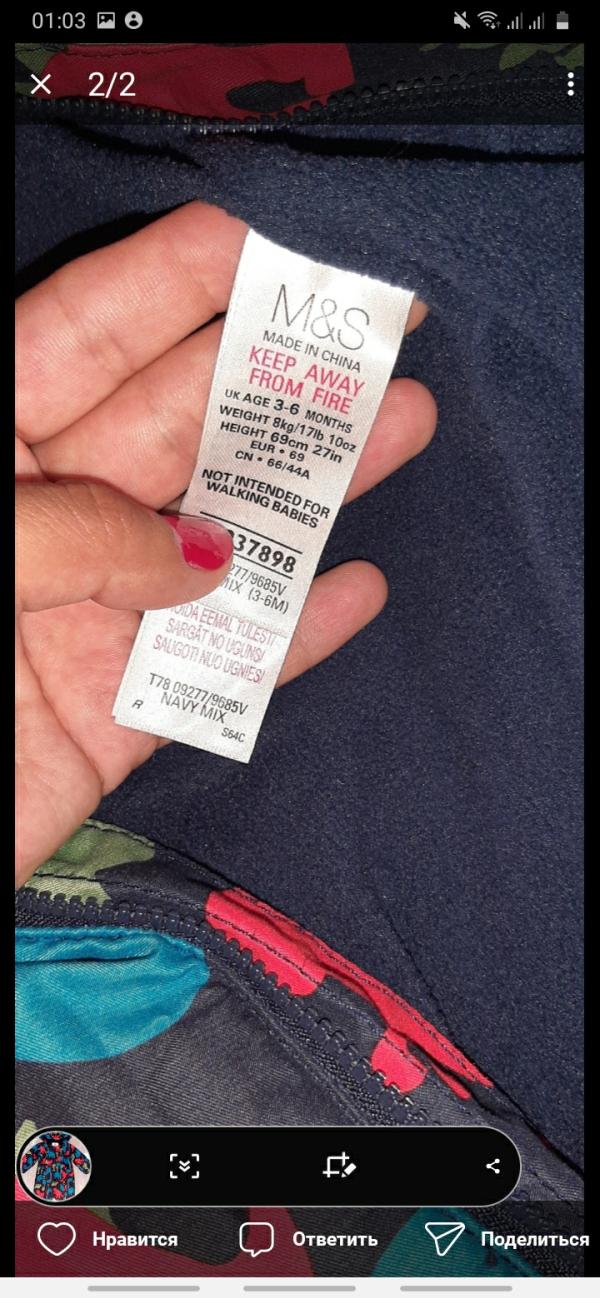 01:03
2/2
M&S
MADE IN CHINA
KEEP AWAY
FROM FIRE
UK AGE 3-6 MONTHS
WEIGHT 8kg/17lb 10oz
HEIGHT 69cm 27in
EUR • 69
CN • 66/44A
NOT INTENDED FOR
WALKING BABIES
37898
277/9685V
MIX (3-6M)
HOIDA EEMAL TULEST!/
SARGĀT NO UGUNS!/
SAUGOTI NUO UGNIES!
T78 09277/9685V
NAVY MIX
R
S64C
Нравится
Ответить
Поделиться